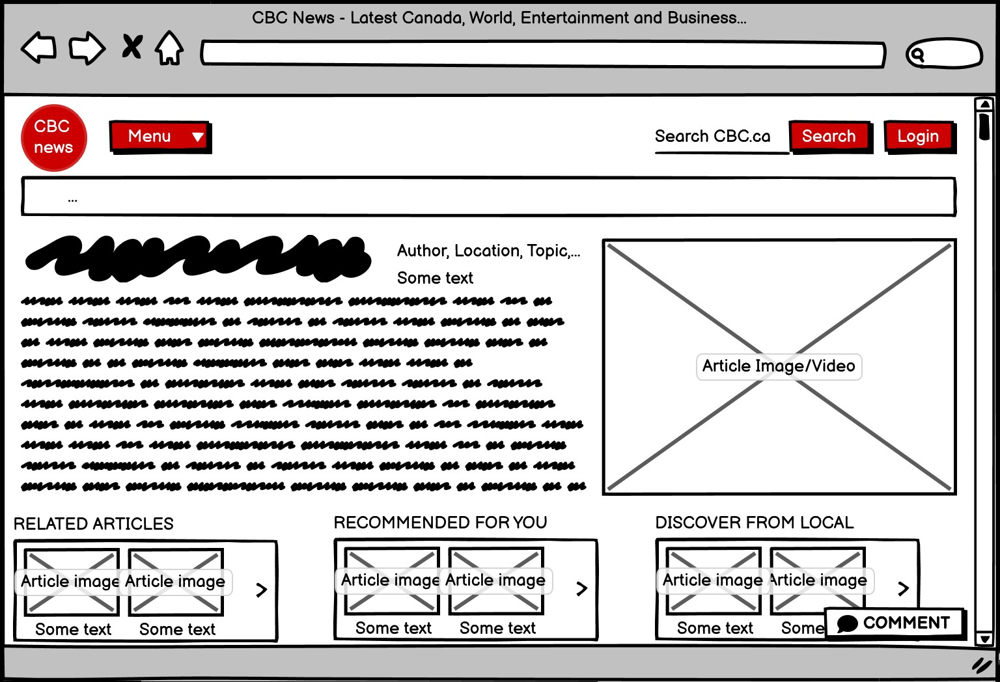 CBC News - Latest Canada, World, Entertainment and Business...
CBC
news
Menu
Search CBC.ca
Search
Login
...
Author, Location, Topic,...
Some text
Article Image/Video
RELATED ARTICLES
Article image
Article image
Some text
Some text
RECOMMENDED FOR YOU
Article image
Article image
Some text
Some text
DISCOVER FROM LOCAL
Article image
Article image
Some text
Some
COMMENT